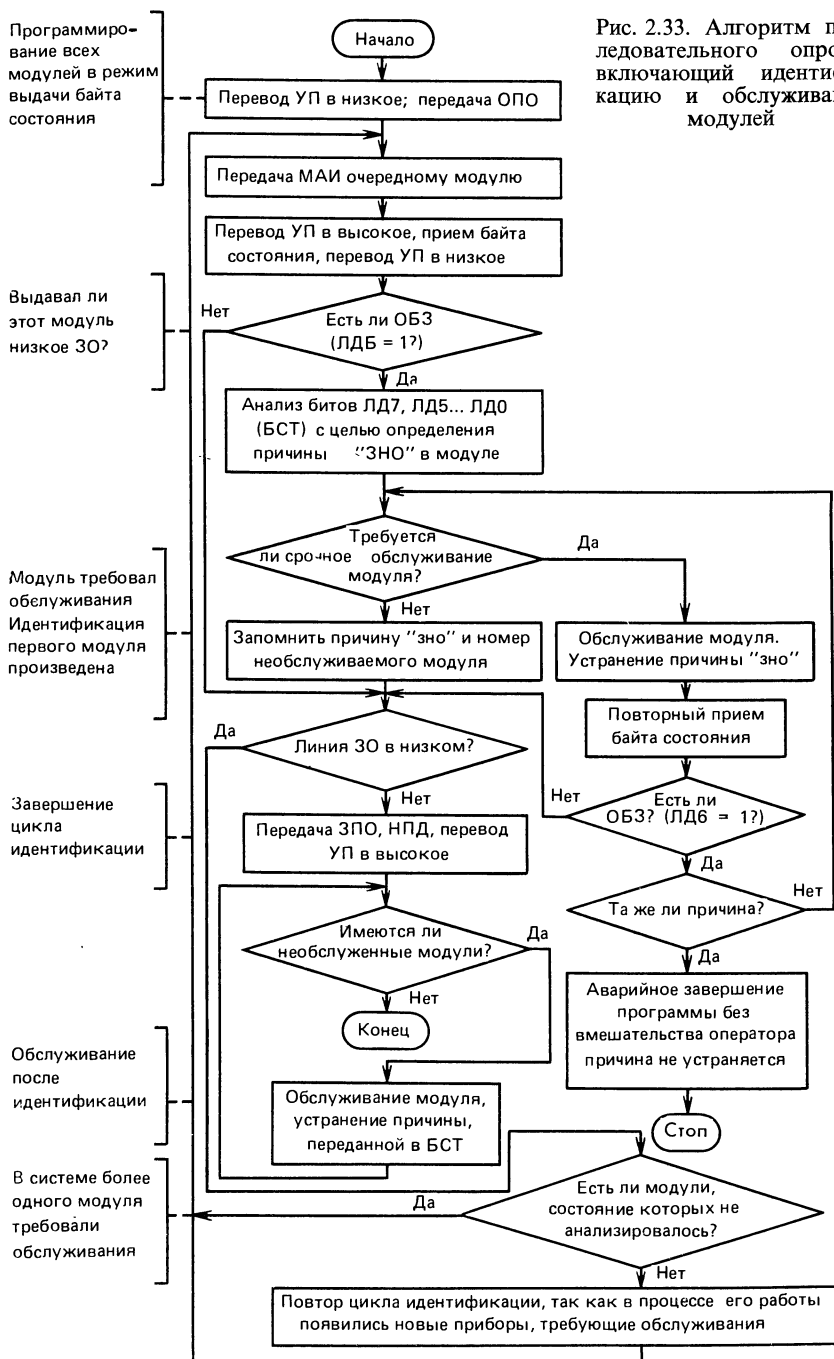 Программиро-
вание всех
модулей в режим
выдачи байта
состояния
Начало
Рис. 2.33. Алгоритм п
ледовательного опро
включающий идентис
кацию и обслужива
модулей
Перевод УП в низкое; передача ОПО
Передача МАИ очередному модулю
Перевод УП в высокое, прием байта
состояния, перевод УП в низкое
Выдавал ли
этот модуль
низкое ЗО?
Нет
Есть ли ОБЗ
(ЛДБ = 1?)
Да
Анализ битов ЛД7, ЛД5... ЛД0
(БСТ) с целью определения
причины "ЗНО" в модуле
Требуется
ли срочное обслуживание
модуля?
Да
Нет
Модуль требовал
обслуживания
Идентификация
первого модуля
произведена
Запомнить причину "зно" и номер
необслуживаемого модуля
Обслуживание модуля.
Устранение причины "зно"
Повторный прием
байта состояния
Да
Линия ЗО в низком?
Нет
Нет
Есть ли
ОБЗ? (ЛД6 = 1?)
Да
Завершение
цикла
идентификации
Передача ЗПО, НПД, перевод
УП в высокое
Та же ли причина?
Нет
Да
Имеются ли
необслуженные модули?
Да
Нет
Конец
Аварийное завершение
программы без
вмешательства оператора
причина не устраняется
Стоп
Обслуживание
после
идентификации
Обслуживание модуля,
устранение причины,
переданной в БСТ
В системе более
одного модуля
требовали
обслуживания
Да
Есть ли модули,
состояние которых не
анализировалось?
Нет
Повтор цикла идентификации, так как в процессе его работы
появились новые приборы, требующие обслуживания